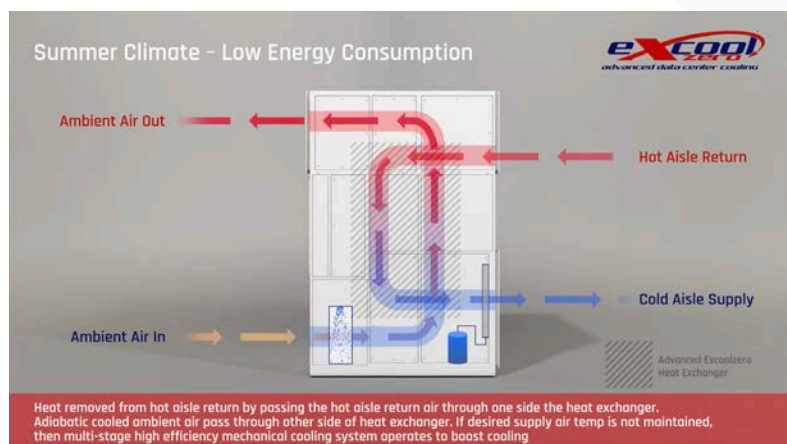 Summer Climate - Low Energy Consumption
eXcool
zero
advanced data center cooling
Ambient Air Out
Hot Aisle Return
Cold Aisle Supply
Ambient Air In
Advanced Excoolzero
Heat Exchanger
Heat removed from hot aisle return by passing the hot aisle return air through one side the heat exchanger.
Adiabatic cooled ambient air pass through other side of heat exchanger. If desired supply air temp is not maintained,
then multi-stage high efficiency mechanical cooling system operates to boost cooling